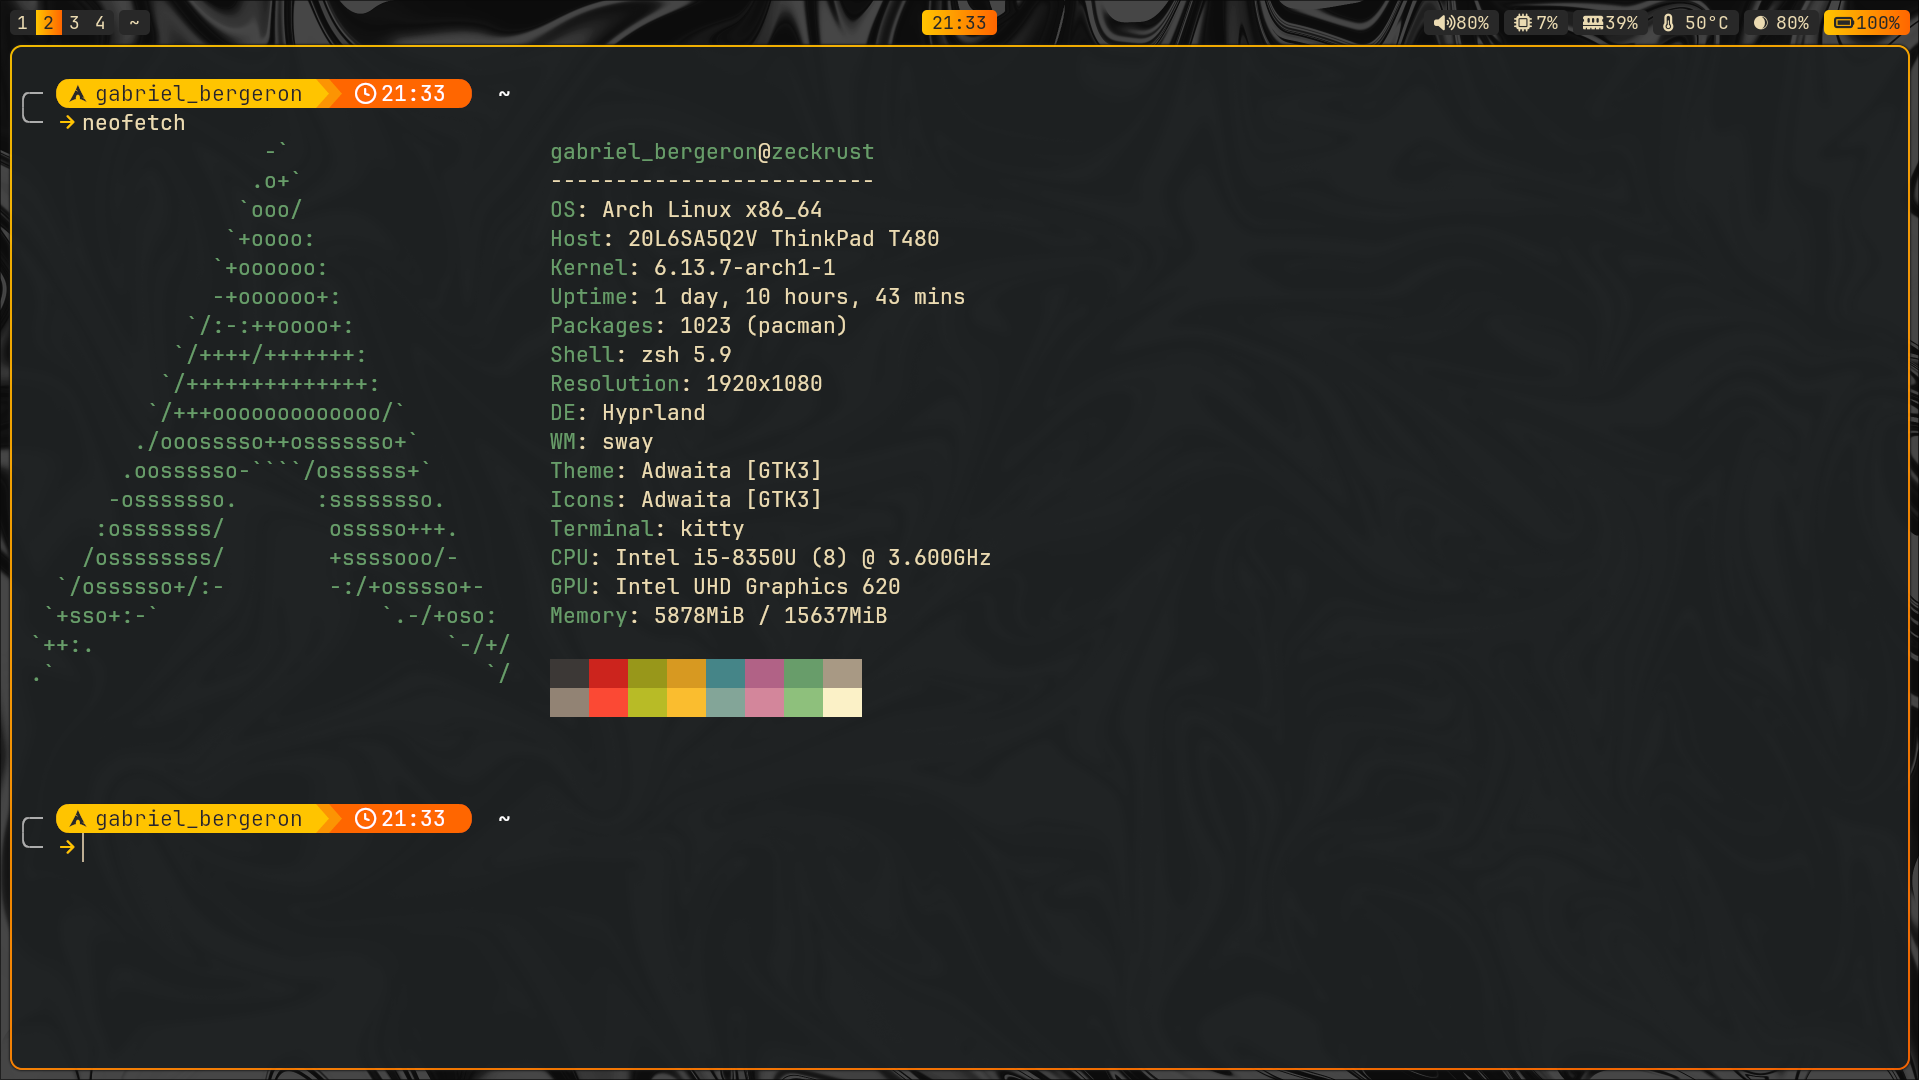 1 2 3 4 ~ 21:33 80% 7% 39% 50°C 80% 100%
gabriel_bergeron 21:33 ~
→ neofetch
-`
.o+`
`ooo/
`+oooo:
`+oooooo:
-+oooooo+:
`/:-:++oooo+:
`/++++/+++++++:
`/++++++++++++++:
`/+++ooooooooooooo/`
./ooosssso++osssssso+`
.oossssso-````/ossssss+`
-osssssso.      :ssssssso.
:osssssss/        osssso+++.
/ossssssss/        +ssssooo/-
`/ossssso+/:-        -:/+osssso+-
`+sso+:-`                 `.-/+oso:
`++:.                           `-/+/
.`                                 `/
gabriel_bergeron@zeckrust
-------------------------
OS: Arch Linux x86_64
Host: 20L6SA5Q2V ThinkPad T480
Kernel: 6.13.7-arch1-1
Uptime: 1 day, 10 hours, 43 mins
Packages: 1023 (pacman)
Shell: zsh 5.9
Resolution: 1920x1080
DE: Hyprland
WM: sway
Theme: Adwaita [GTK3]
Icons: Adwaita [GTK3]
Terminal: kitty
CPU: Intel i5-8350U (8) @ 3.600GHz
GPU: Intel UHD Graphics 620
Memory: 5878MiB / 15637MiB
gabriel_bergeron 21:33 ~
→